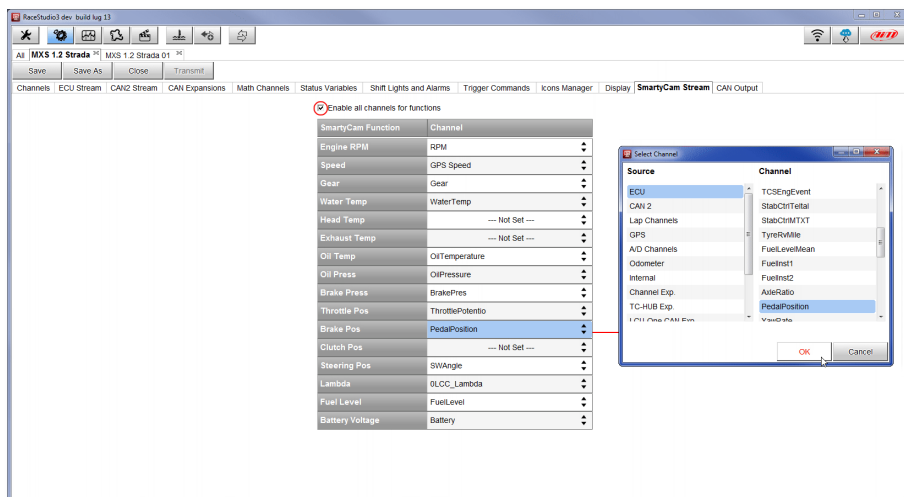 RaceStudio3 dev build lug 13
All MXS 1.2 Strada MXS 1.2 Strada 01
AIM
Save Save As Close Transmit
Channels ECU Stream CAN2 Stream CAN Expansions Math Channels Status Variables Shift Lights and Alarms Trigger Commands Icons Manager Display SmartyCam Stream CAN Output
Enable all channels for functions
SmartyCam Function Channel
Engine RPM RPM
Speed GPS Speed
Gear Gear
Water Temp WaterTemp
Head Temp --- Not Set ---
Exhaust Temp --- Not Set ---
Oil Temp OilTemperature
Oil Press OilPressure
Brake Press BrakePres
Throttle Pos ThrottlePotentio
Brake Pos PedalPosition
Clutch Pos --- Not Set ---
Steering Pos SWAngle
Lambda 0LCC_Lambda
Fuel Level FuelLevel
Battery Voltage Battery
Select Channel
Source Channel
ECU TCSEngEvent
CAN 2 StabCtrlTeltal
Lap Channels StabCtrlMTXT
GPS TyreRvMile
A/D Channels FuelLevelMean
Odometer FuelInst1
Internal FuelInst2
Channel Exp. AxleRatio
TC-HUB Exp. PedalPosition
LCU One CAN Exp YawRate
OK Cancel